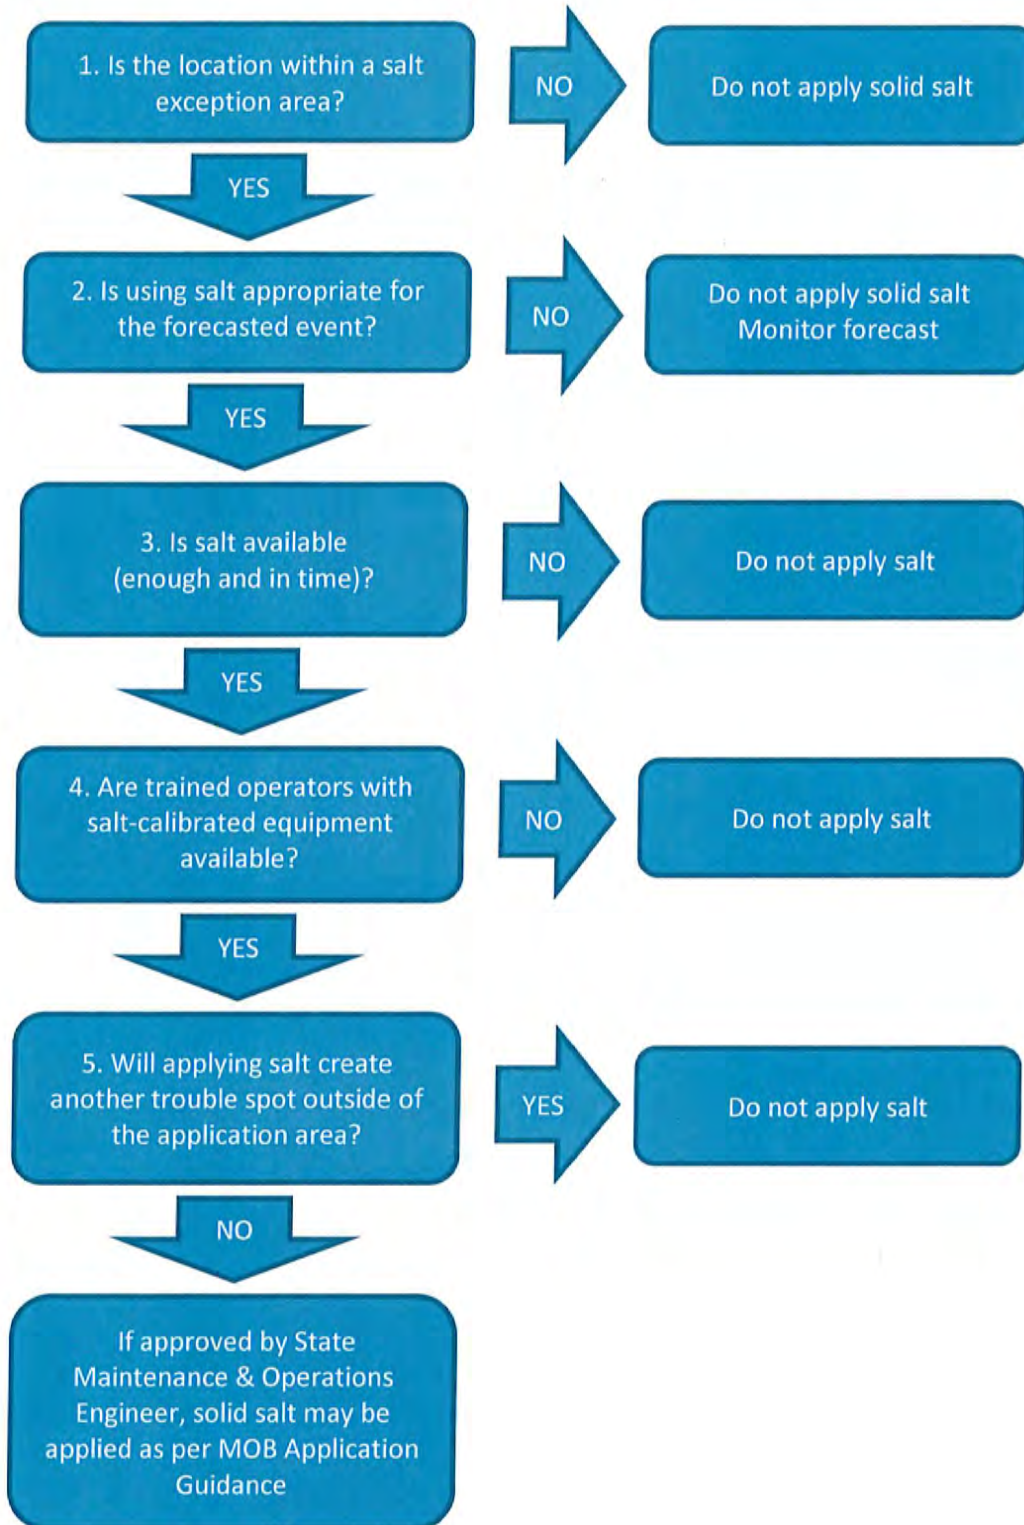 1. Is the location within a salt
exception area?
NO
Do not apply solid salt
YES
2. Is using salt appropriate for
the forecasted event?
NO
Do not apply solid salt
Monitor forecast
YES
3. Is salt available
(enough and in time)?
NO
Do not apply salt
YES
4. Are trained operators with
salt-calibrated equipment
available?
NO
Do not apply salt
YES
5. Will applying salt create
another trouble spot outside of
the application area?
YES
Do not apply salt
NO
If approved by State
Maintenance & Operations
Engineer, solid salt may be
applied as per MOB Application
Guidance